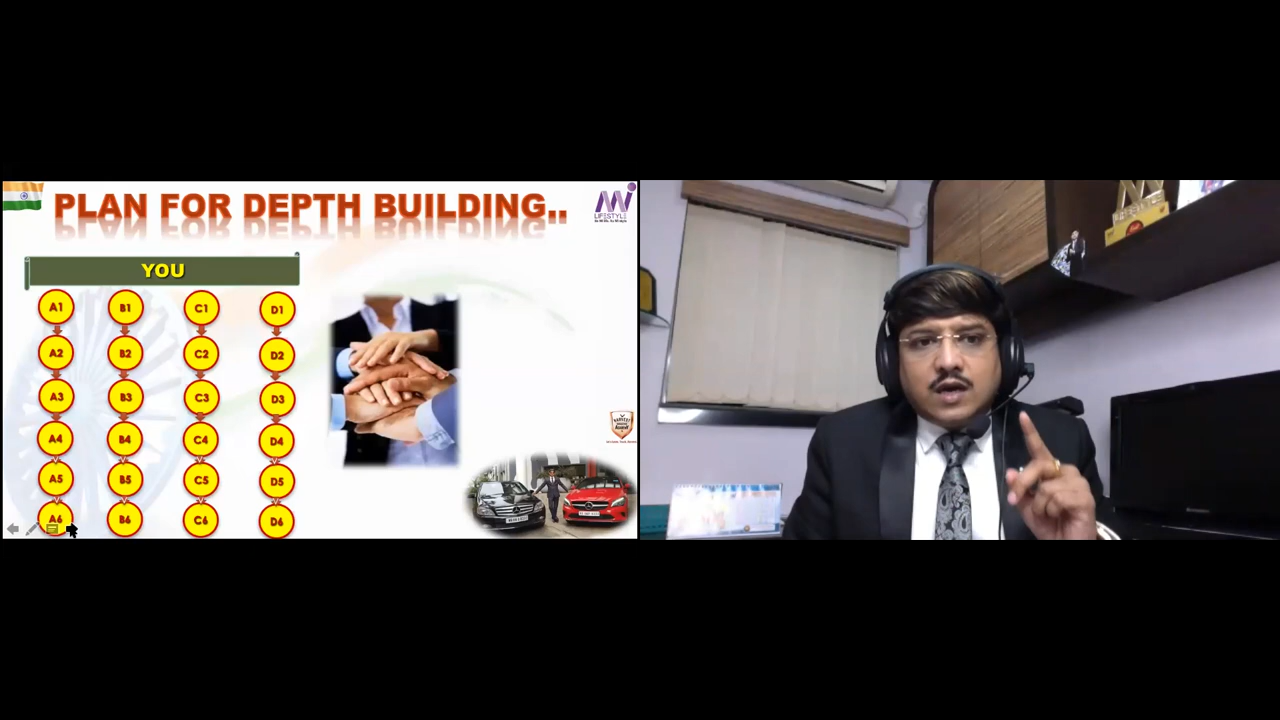 PLAN FOR DEPTH BUILDING..
Mi
LIFESTYLE
YOU
A1 B1 C1 D1
A2 B2 C2 D2
A3 B3 C3 D3
A4 B4 C4 D4
A5 B5 C5 D5
A6 B6 C6 D6